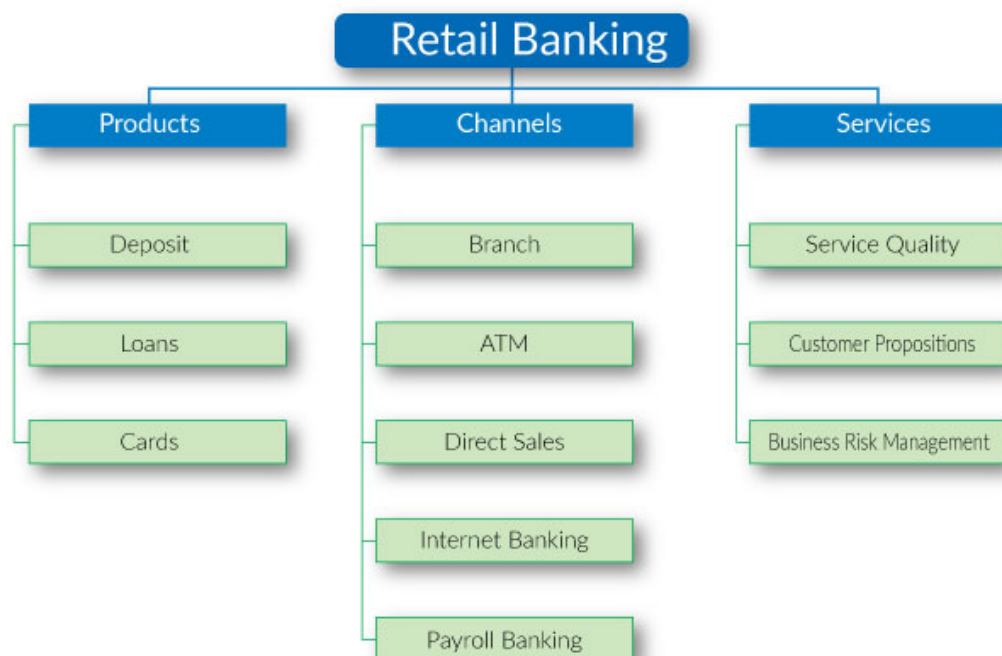 Retail Banking
Products
Channels
Services
Deposit
Branch
Service Quality
Loans
ATM
Customer Propositions
Cards
Direct Sales
Business Risk Management
Internet Banking
Payroll Banking